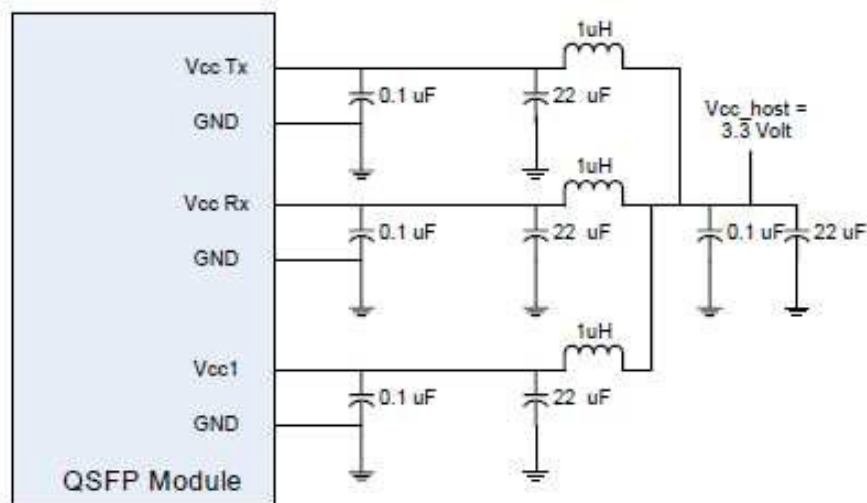 1uH
Vcc Tx
0.1 uF
22 uF
Vcc_host =
3.3 Volt
GND
1uH
Vcc Rx
0.1 uF
22 uF
0.1 uF
22 uF
GND
1uH
Vcc1
0.1 uF
22 uF
GND
QSFP Module